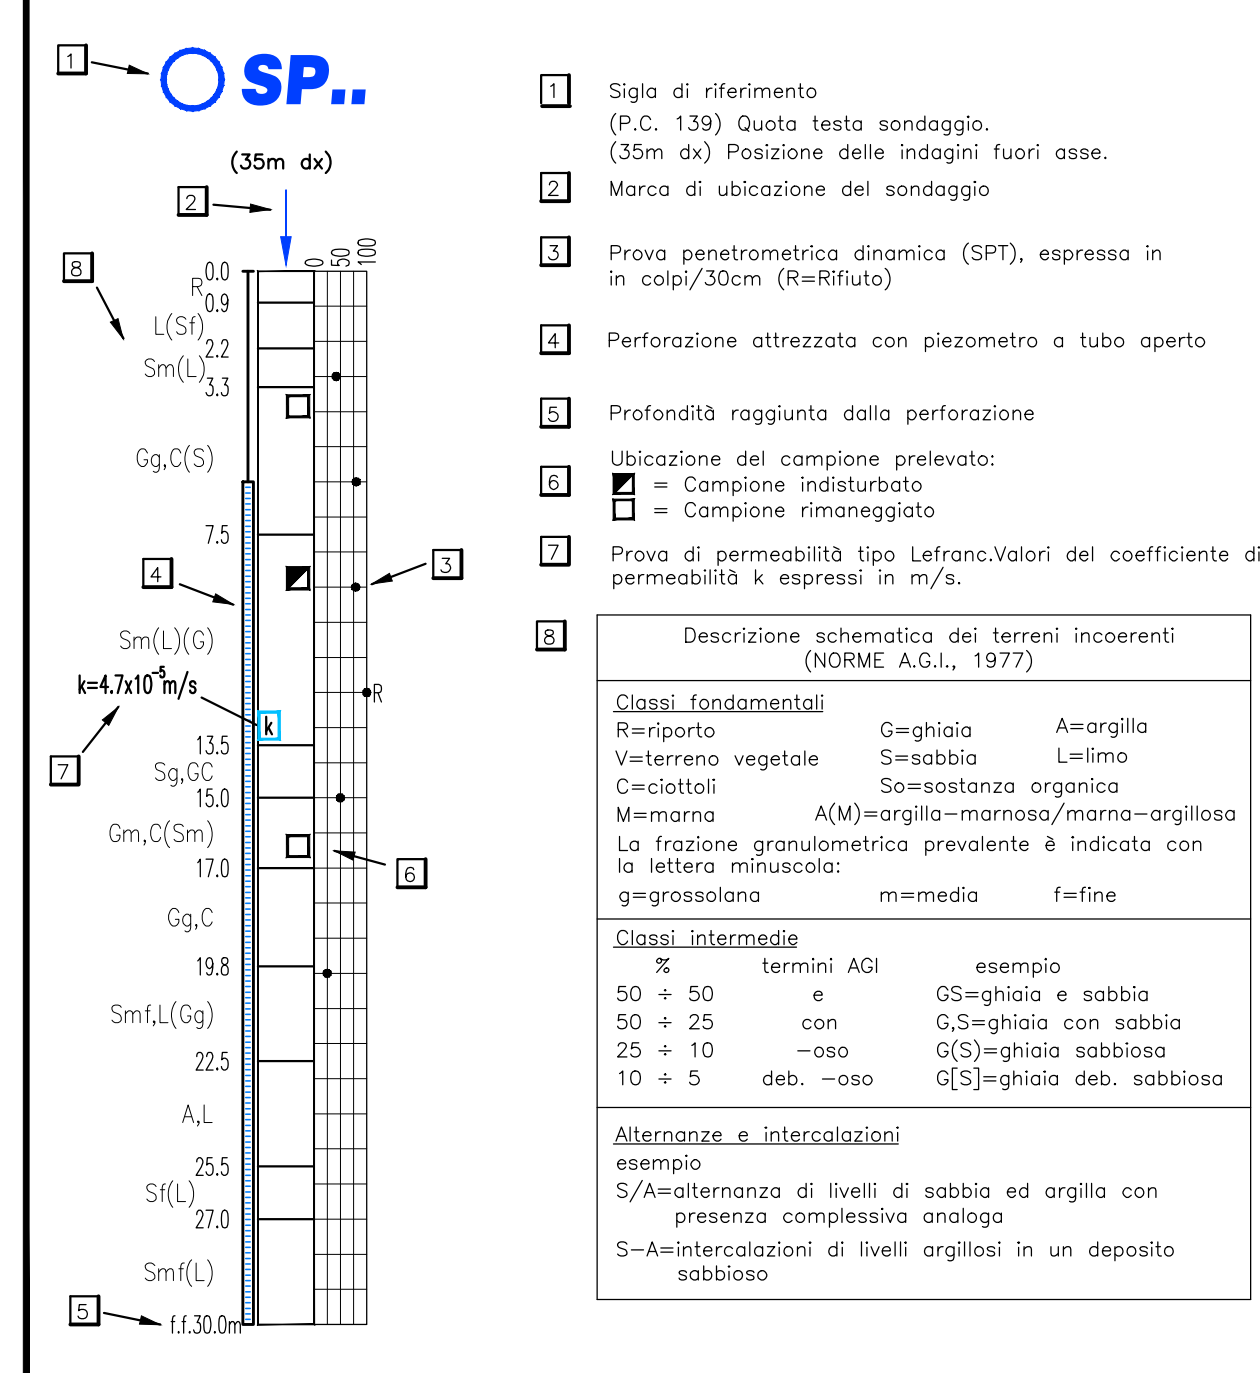 1
SP..
(35m dx)
2
8
0
50
100
0.0
R
0.9
L(Sf)
2.2
Sm(L)
3.3
Gg,C(S)
7.5
3
4
Sm(L)(G)
k=4.7x10⁻⁵m/s
R
k
13.5
7
Sg,GC
15.0
Gm,C(Sm)
17.0
6
Gg,C
19.8
Smf,L(Gg)
22.5
A,L
25.5
Sf(L)
27.0
Smf(L)
5
f.f.30.0m
1 Sigla di riferimento
(P.C. 139) Quota testa sondaggio.
(35m dx) Posizione delle indagini fuori asse.
2 Marca di ubicazione del sondaggio
3 Prova penetrometrica dinamica (SPT), espressa in
in colpi/30cm (R=Rifiuto)
4 Perforazione attrezzata con piezometro a tubo aperto
5 Profondità raggiunta dalla perforazione
Ubicazione del campione prelevato:
6 = Campione indisturbato
= Campione rimaneggiato
7 Prova di permeabilità tipo Lefranc.Valori del coefficiente di
permeabilità k espressi in m/s.
8 Descrizione schematica dei terreni incoerenti
(NORME A.G.I., 1977)
Classi fondamentali
R=riporto G=ghiaia A=argilla
V=terreno vegetale S=sabbia L=limo
C=ciottoli So=sostanza organica
M=marna A(M)=argilla-marnosa/marna-argillosa
La frazione granulometrica prevalente è indicata con
la lettera minuscola:
g=grossolana m=media f=fine
Classi intermedie
% termini AGI esempio
50 ÷ 50 e GS=ghiaia e sabbia
50 ÷ 25 con G,S=ghiaia con sabbia
25 ÷ 10 -oso G(S)=ghiaia sabbiosa
10 ÷ 5 deb. -oso G[S]=ghiaia deb. sabbiosa
Alternanze e intercalazioni
esempio
S/A=alternanza di livelli di sabbia ed argilla con
presenza complessiva analoga
S-A=intercalazioni di livelli argillosi in un deposito
sabbioso